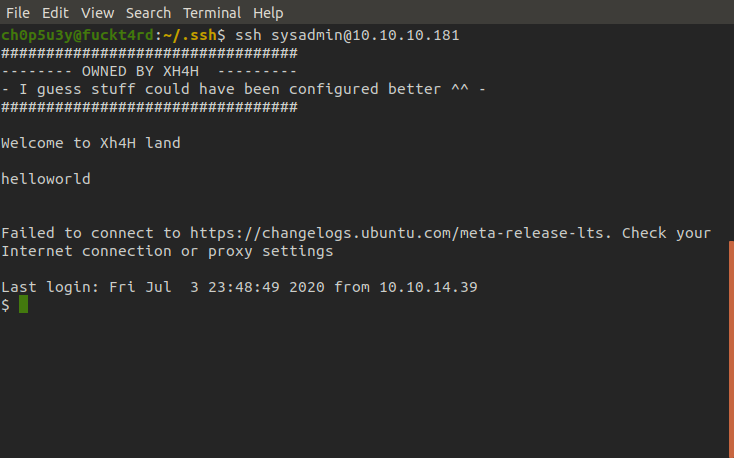 File Edit View Search Terminal Help
ch0p5u3y@fuckt4rd:~/.ssh$ ssh sysadmin@10.10.10.181
#################################
-------- OWNED BY XH4H  ---------
- I guess stuff could have been configured better ^^ -
#################################
Welcome to Xh4H land
helloworld
Failed to connect to https://changelogs.ubuntu.com/meta-release-lts. Check your
Internet connection or proxy settings
Last login: Fri Jul  3 23:48:49 2020 from 10.10.14.39
$